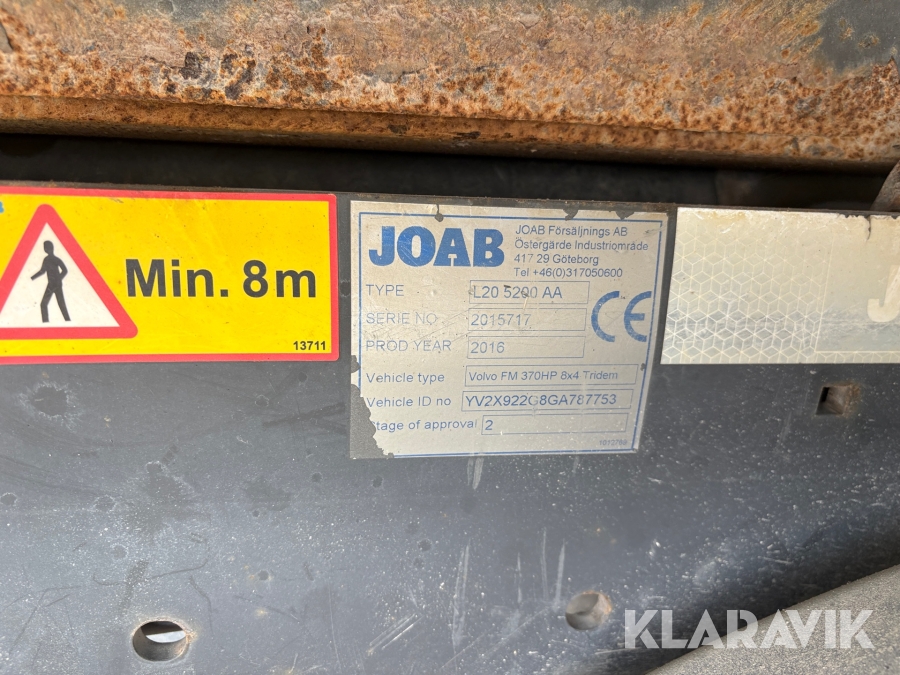 Min. 8m
13711
JOAB
JOAB Försäljnings AB
Östergärde Industriområde
417 29 Göteborg
Tel +46(0)317050600
TYPE L20 5200 AA
SERIE NO 2015717
PROD YEAR 2016
CE
Vehicle type Volvo FM 370HP 8x4 Tridem
Vehicle ID no YV2X922G8GA787753
Stage of approval 2
KLARAVIK